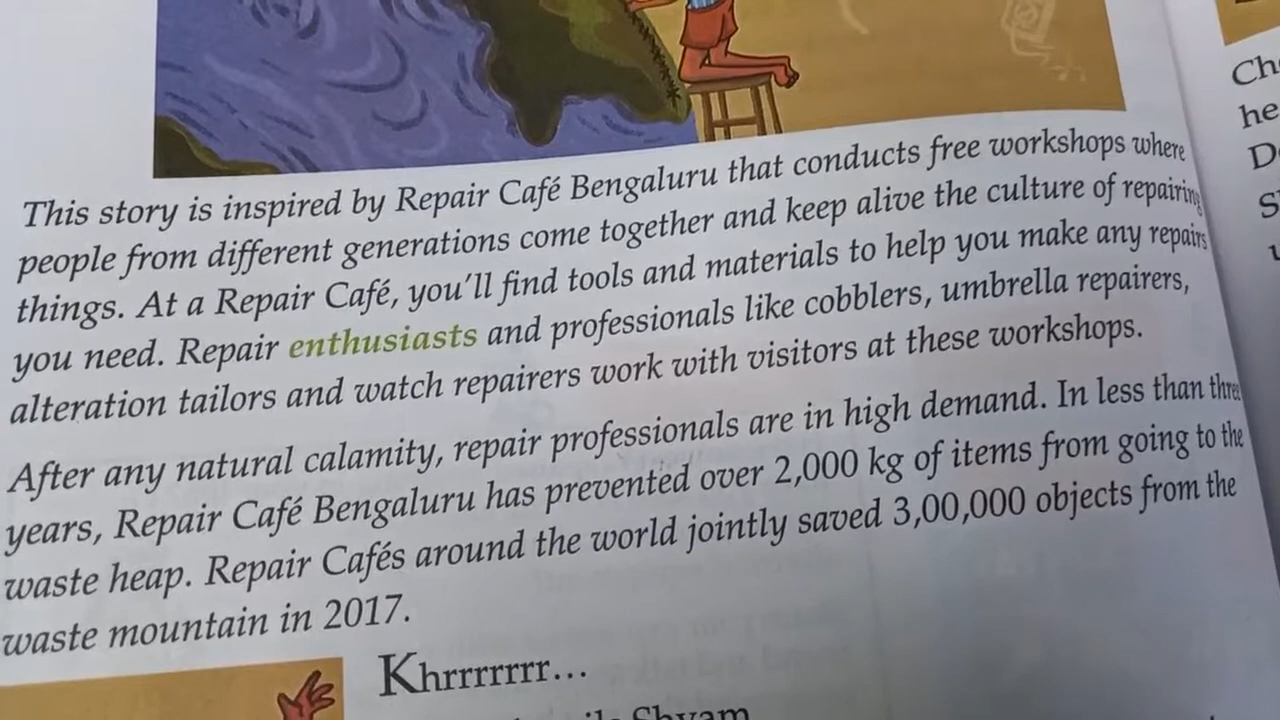 This story is inspired by Repair Café Bengaluru that conducts free workshops where
people from different generations come together and keep alive the culture of repairing
things. At a Repair Café, you'll find tools and materials to help you make any repairs
you need. Repair enthusiasts and professionals like cobblers, umbrella repairers,
alteration tailors and watch repairers work with visitors at these workshops.
After any natural calamity, repair professionals are in high demand. In less than three
years, Repair Café Bengaluru has prevented over 2,000 kg of items from going to the
waste heap. Repair Cafés around the world jointly saved 3,00,000 objects from the
waste mountain in 2017.
Khrrrrrrr...
Shyam